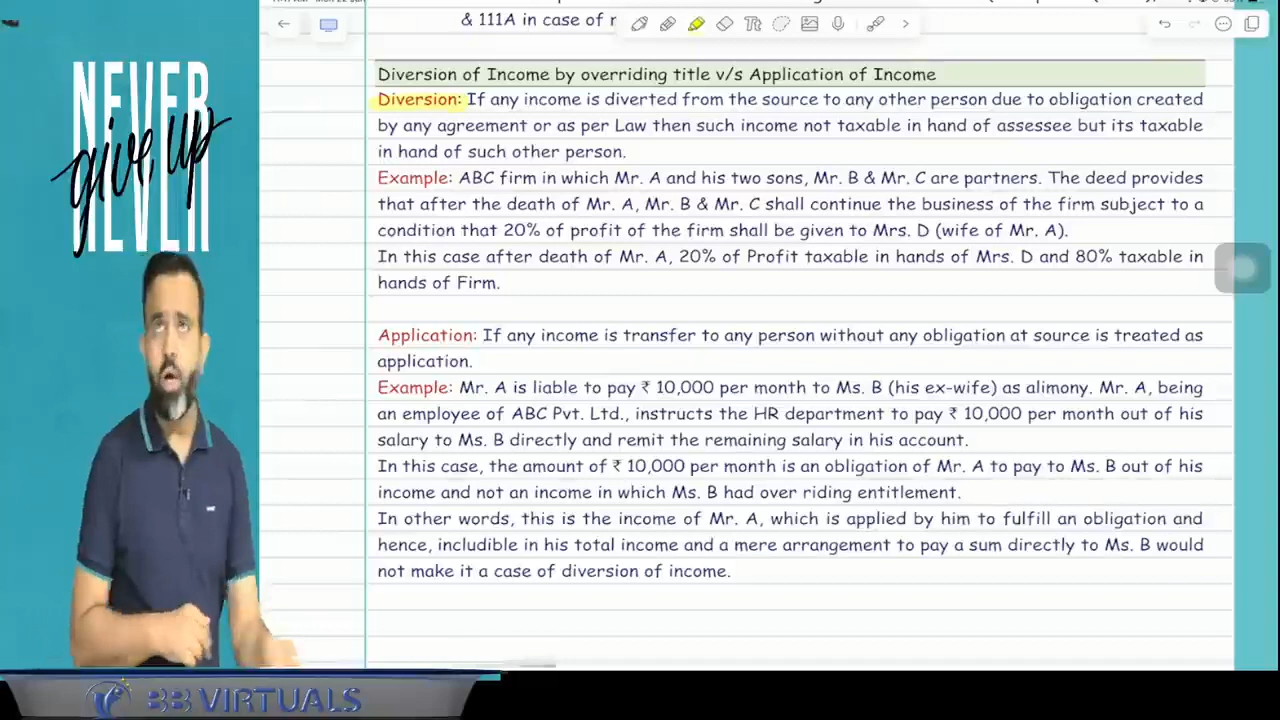 & 111A in case of
Diversion of Income by overriding title v/s Application of Income
Diversion: If any income is diverted from the source to any other person due to obligation created
by any agreement or as per Law then such income not taxable in hand of assessee but its taxable
in hand of such other person.
Example: ABC firm in which Mr. A and his two sons, Mr. B & Mr. C are partners. The deed provides
that after the death of Mr. A, Mr. B & Mr. C shall continue the business of the firm subject to a
condition that 20% of profit of the firm shall be given to Mrs. D (wife of Mr. A).
In this case after death of Mr. A, 20% of Profit taxable in hands of Mrs. D and 80% taxable in
hands of Firm.
Application: If any income is transfer to any person without any obligation at source is treated as
application.
Example: Mr. A is liable to pay ₹ 10,000 per month to Ms. B (his ex-wife) as alimony. Mr. A, being
an employee of ABC Pvt. Ltd., instructs the HR department to pay ₹ 10,000 per month out of his
salary to Ms. B directly and remit the remaining salary in his account.
In this case, the amount of ₹ 10,000 per month is an obligation of Mr. A to pay to Ms. B out of his
income and not an income in which Ms. B had over riding entitlement.
In other words, this is the income of Mr. A, which is applied by him to fulfill an obligation and
hence, includible in his total income and a mere arrangement to pay a sum directly to Ms. B would
not make it a case of diversion of income.
NEVER
give up
NEVER
BB VIRTUALS